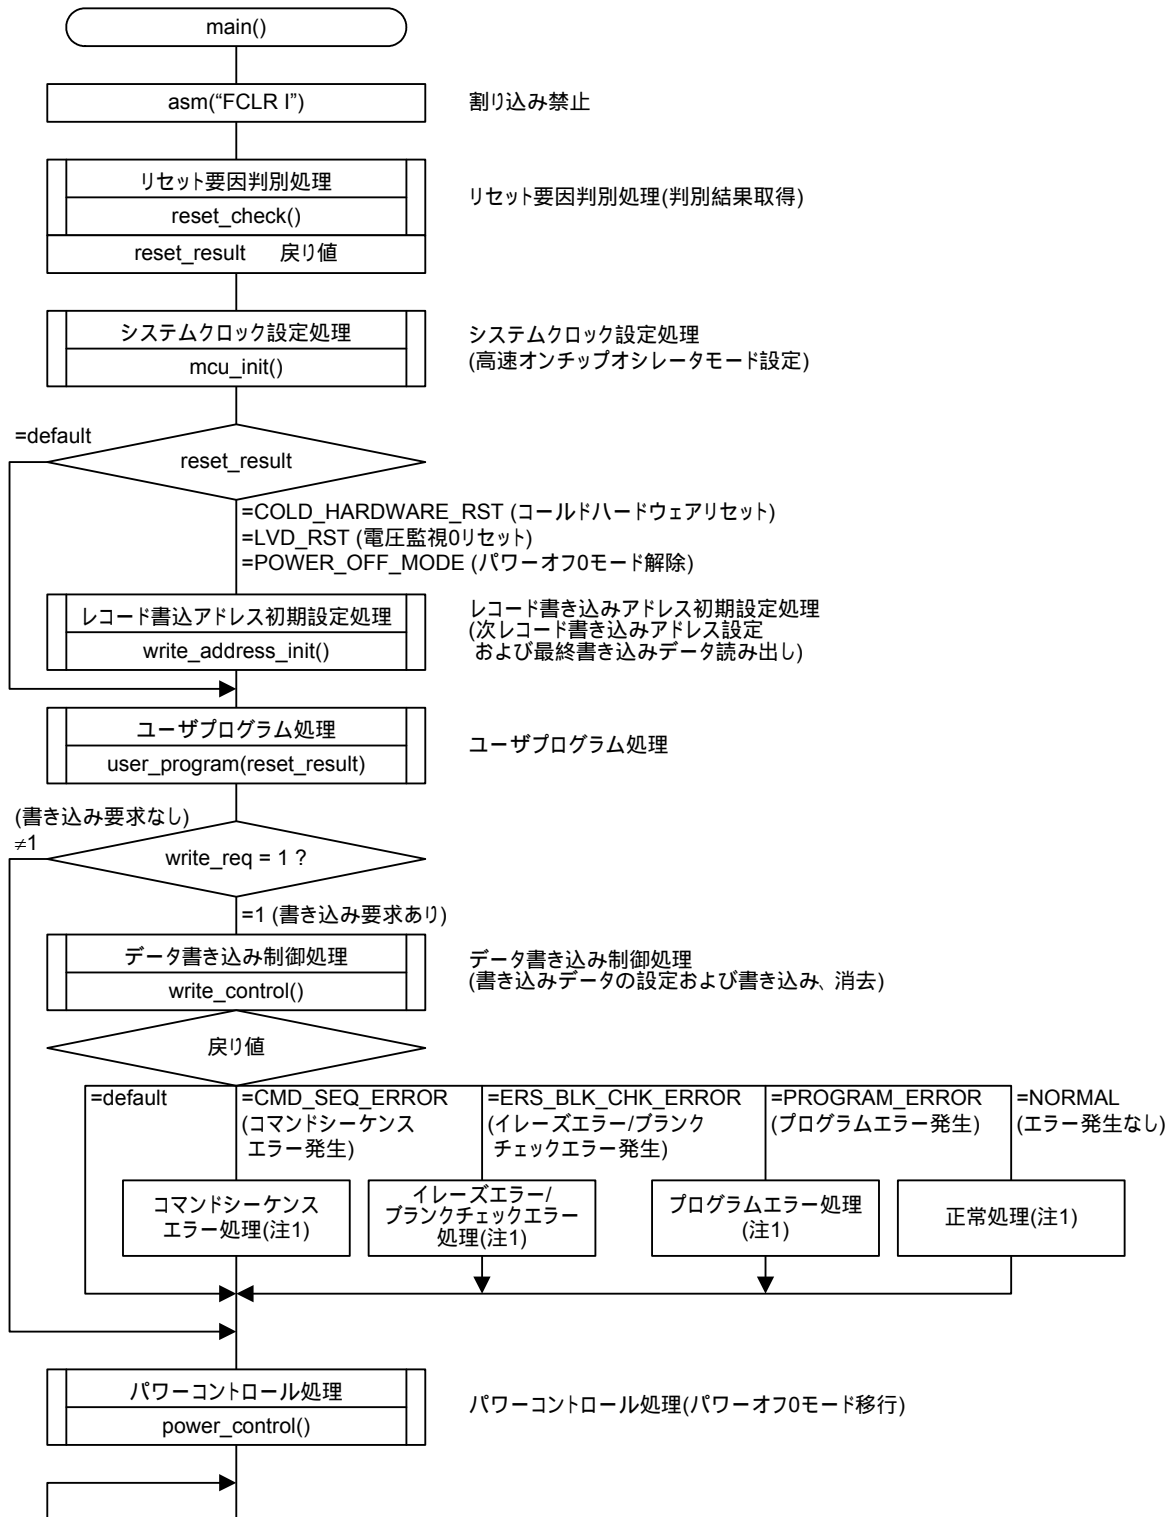 main()
asm(“FCLR I”)
割り込み禁止
リセット要因判別処理
reset_check()
reset_result 戻り値
リセット要因判別処理(判別結果取得)
システムクロック設定処理
mcu_init()
システムクロック設定処理
(高速オンチップオシレータモード設定)
=default
reset_result
=COLD_HARDWARE_RST (コールドハードウェアリセット)
=LVD_RST (電圧監視0リセット)
=POWER_OFF_MODE (パワーオフ0モード解除)
レコード書込アドレス初期設定処理
write_address_init()
レコード書き込みアドレス初期設定処理
(次レコード書き込みアドレス設定
および最終書き込みデータ読み出し)
ユーザプログラム処理
user_program(reset_result)
ユーザプログラム処理
(書き込み要求なし)
≠1
write_req = 1 ?
=1 (書き込み要求あり)
データ書き込み制御処理
write_control()
データ書き込み制御処理
(書き込みデータの設定および書き込み、消去)
戻り値
=default
=CMD_SEQ_ERROR
(コマンドシーケンス
エラー発生)
=ERS_BLK_CHK_ERROR
(イレーズエラー/ブランク
チェックエラー発生)
=PROGRAM_ERROR
(プログラムエラー発生)
=NORMAL
(エラー発生なし)
コマンドシーケンス
エラー処理(注1)
イレーズエラー/
ブランクチェックエラー
処理(注1)
プログラムエラー処理
(注1)
正常処理(注1)
パワーコントロール処理
power_control()
パワーコントロール処理(パワーオフ0モード移行)